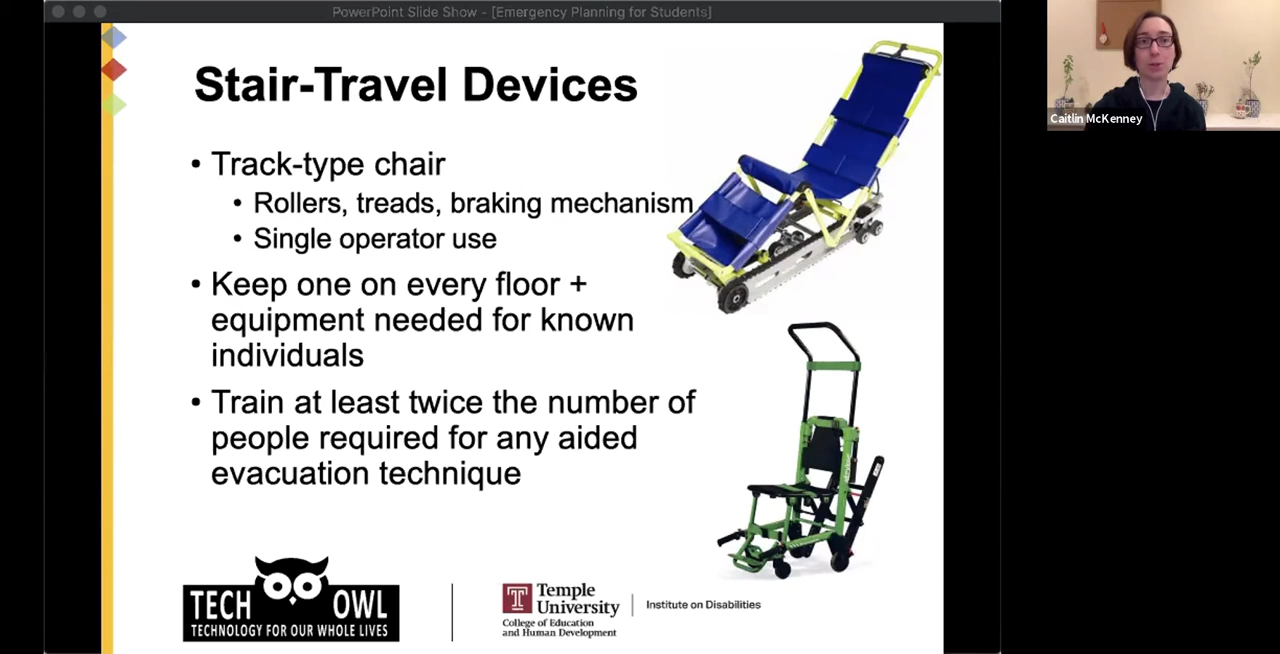 PowerPoint Slide Show - [Emergency Planning for Students]
Stair-Travel Devices
• Track-type chair
• Rollers, treads, braking mechanism
• Single operator use
• Keep one on every floor +
equipment needed for known
individuals
• Train at least twice the number of
people required for any aided
evacuation technique
TECH OWL
TECHNOLOGY FOR OUR WHOLE LIVES
T Temple
University
College of Education
and Human Development
Institute on Disabilities
Caitlin McKenney